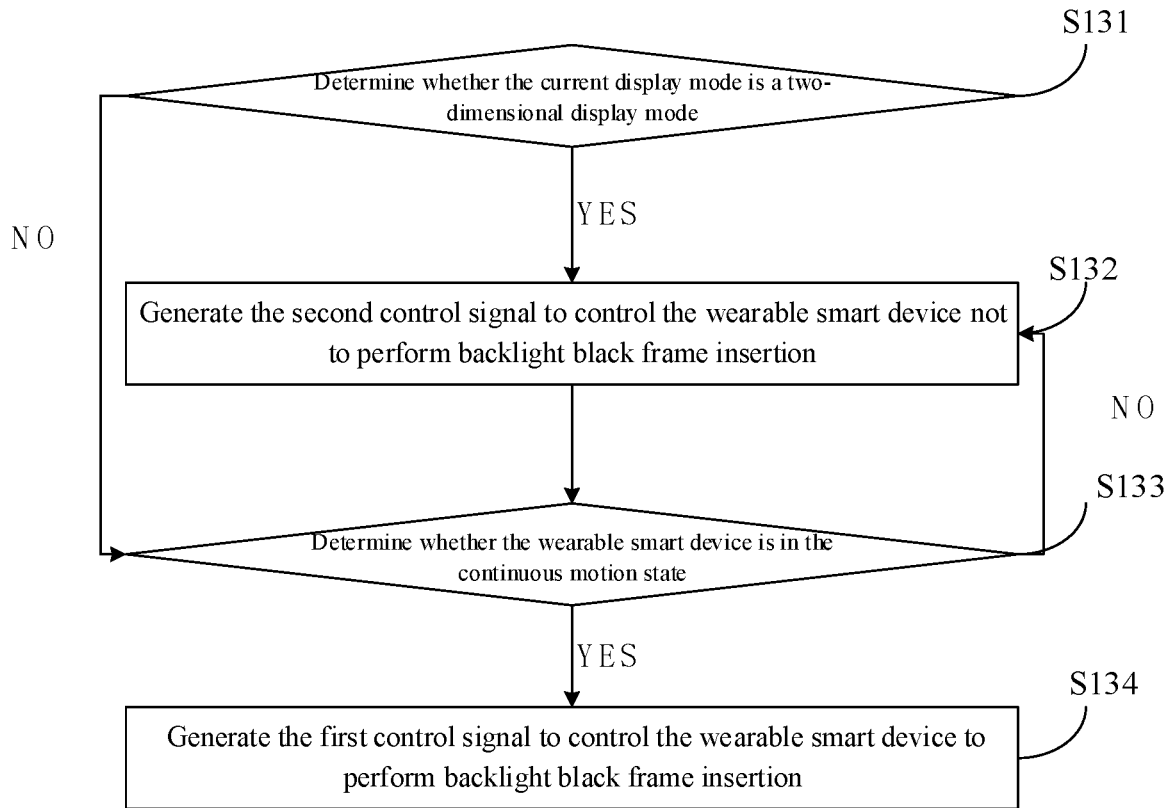 S131
Determine whether the current display mode is a two-
dimensional display mode
YES
NO
S132
Generate the second control signal to control the wearable smart device not
to perform backlight black frame insertion
NO
S133
Determine whether the wearable smart device is in the
continuous motion state
YES
S134
Generate the first control signal to control the wearable smart device to
perform backlight black frame insertion